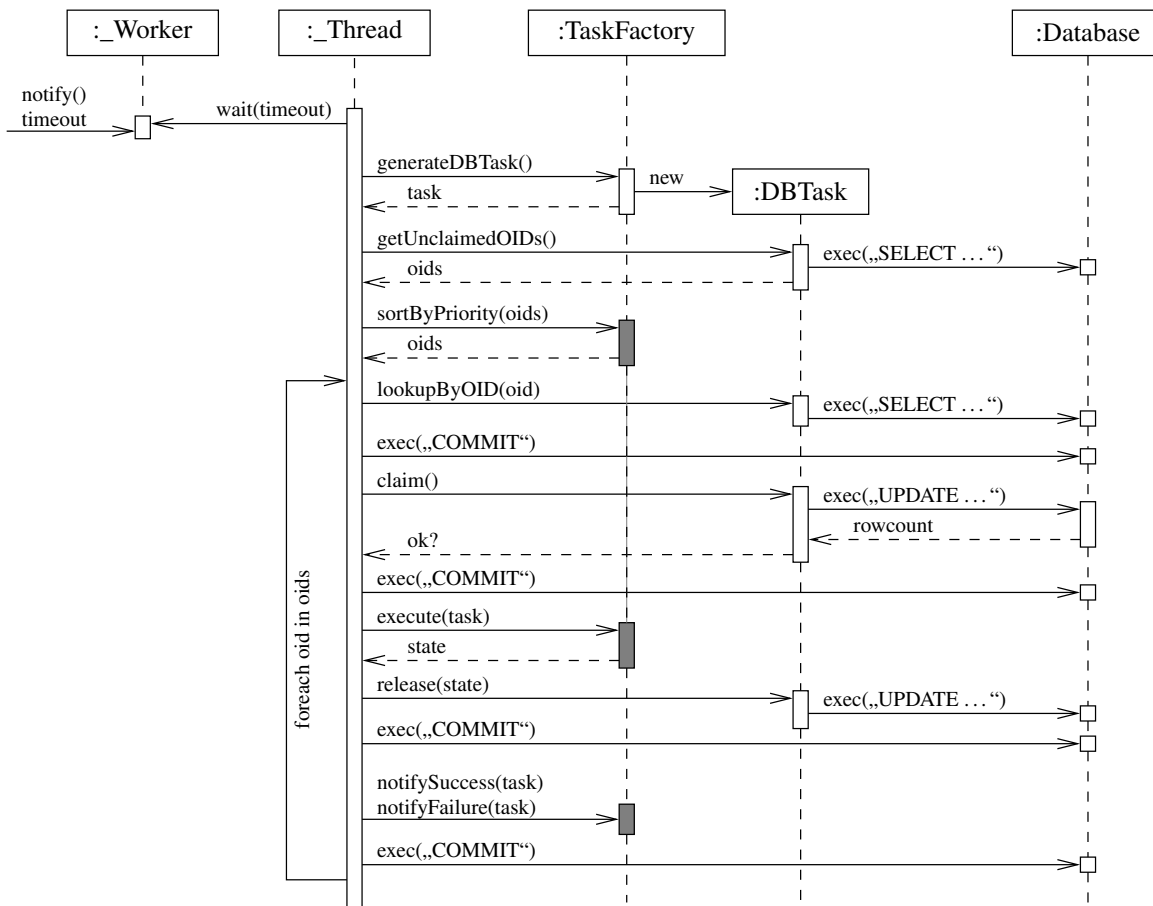 :_Worker
:_Thread
:TaskFactory
:Database
notify()
timeout
wait(timeout)
generateDBTask()
new
:DBTask
task
getUnclaimedOIDs()
exec(„SELECT …“)
oids
sortByPriority(oids)
oids
lookupByOID(oid)
exec(„SELECT …“)
exec(„COMMIT“)
claim()
exec(„UPDATE …“)
rowcount
ok?
exec(„COMMIT“)
foreach oid in oids
execute(task)
state
release(state)
exec(„UPDATE …“)
exec(„COMMIT“)
notifySuccess(task)
notifyFailure(task)
exec(„COMMIT“)